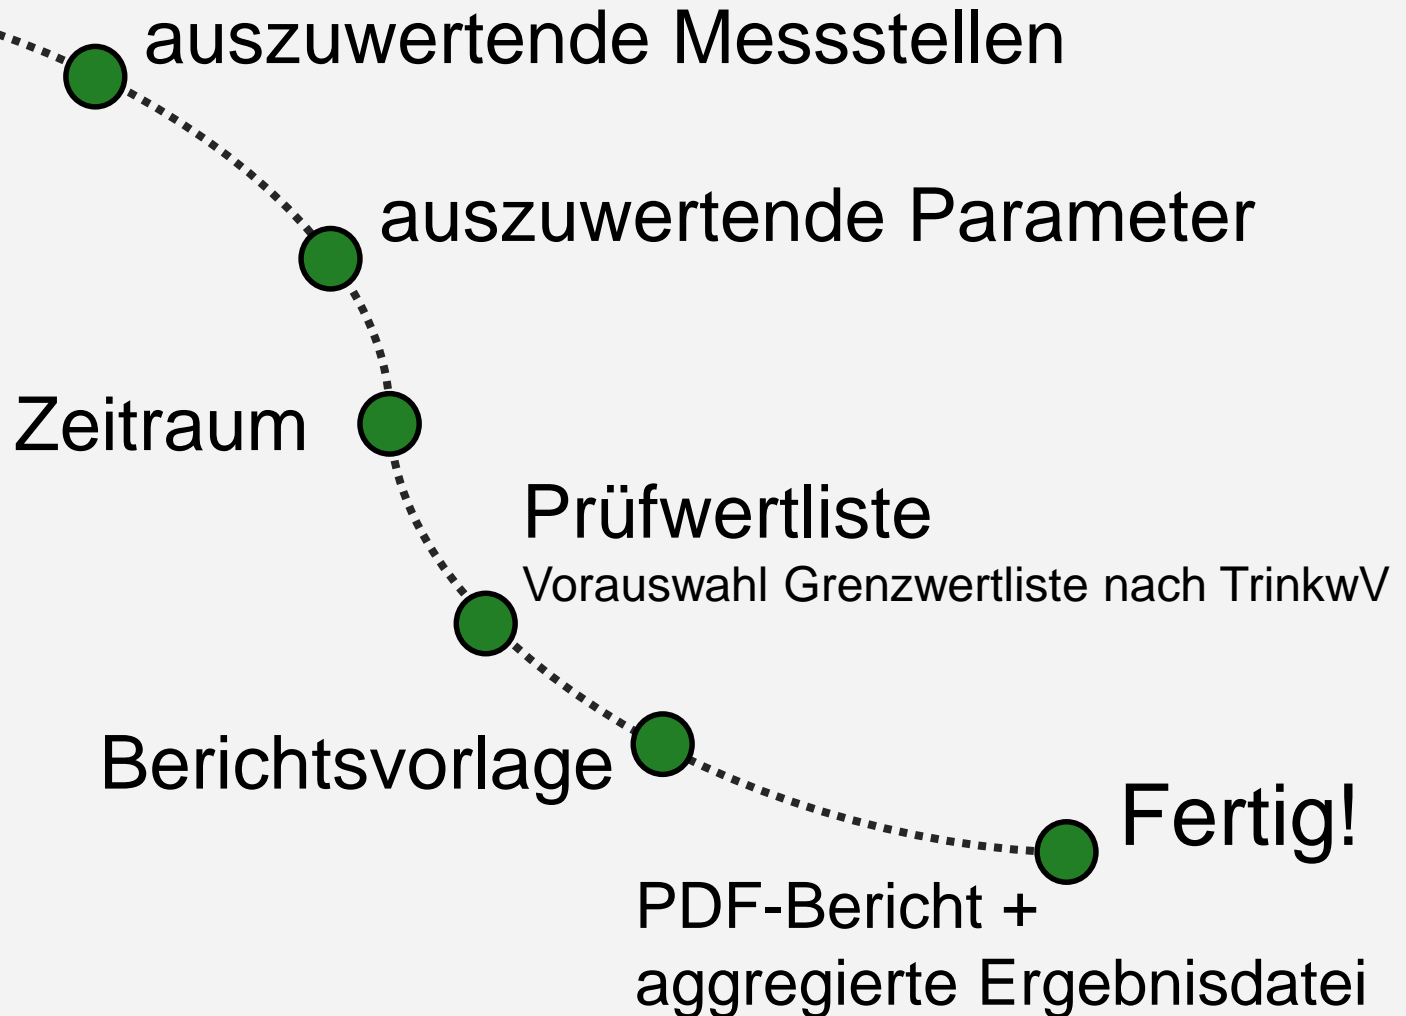 auszuwertende Messstellen
auszuwertende Parameter
Zeitraum
Prüfwertliste
Vorauswahl Grenzwertliste nach TrinkwV
Berichtsvorlage
Fertig!
PDF-Bericht +
aggregierte Ergebnisdatei